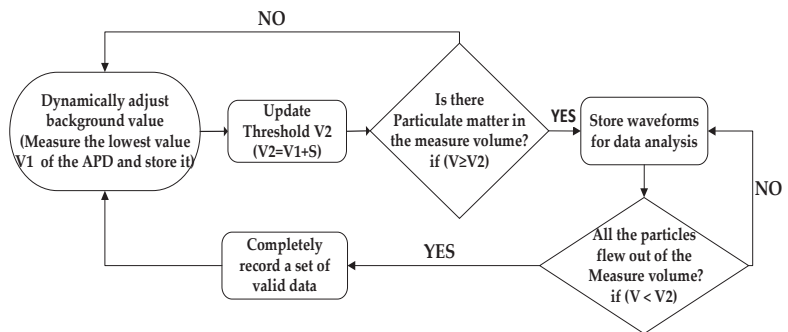 NO
Dynamically adjust
background value
(Measure the lowest value
V1 of the APD and store it)
Update
Threshold V2
(V2=V1+S)
Is there
Particulate matter in
the measure volume?
if (V≥V2)
YES
Store waveforms
for data analysis
NO
All the particles
flew out of the
Measure volume?
if (V < V2)
YES
Completely
record a set of
valid data